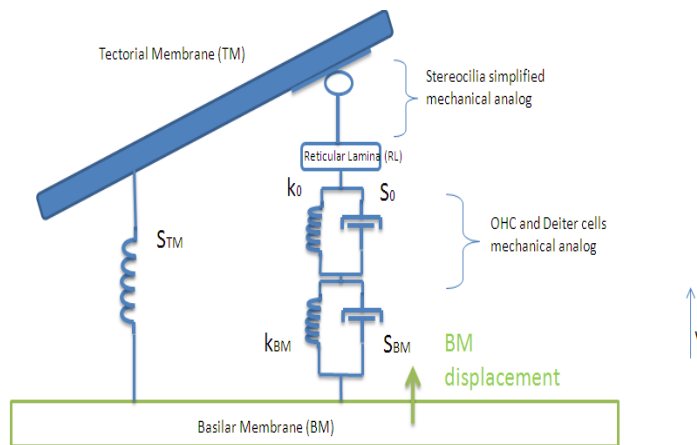 Tectorial Membrane (TM)
Stereocilia simplified
mechanical analog
Reticular Lamina (RL)
k0
S0
OHC and Deiter cells
mechanical analog
STM
kBM
SBM
BM
displacement
Basilar Membrane (BM)